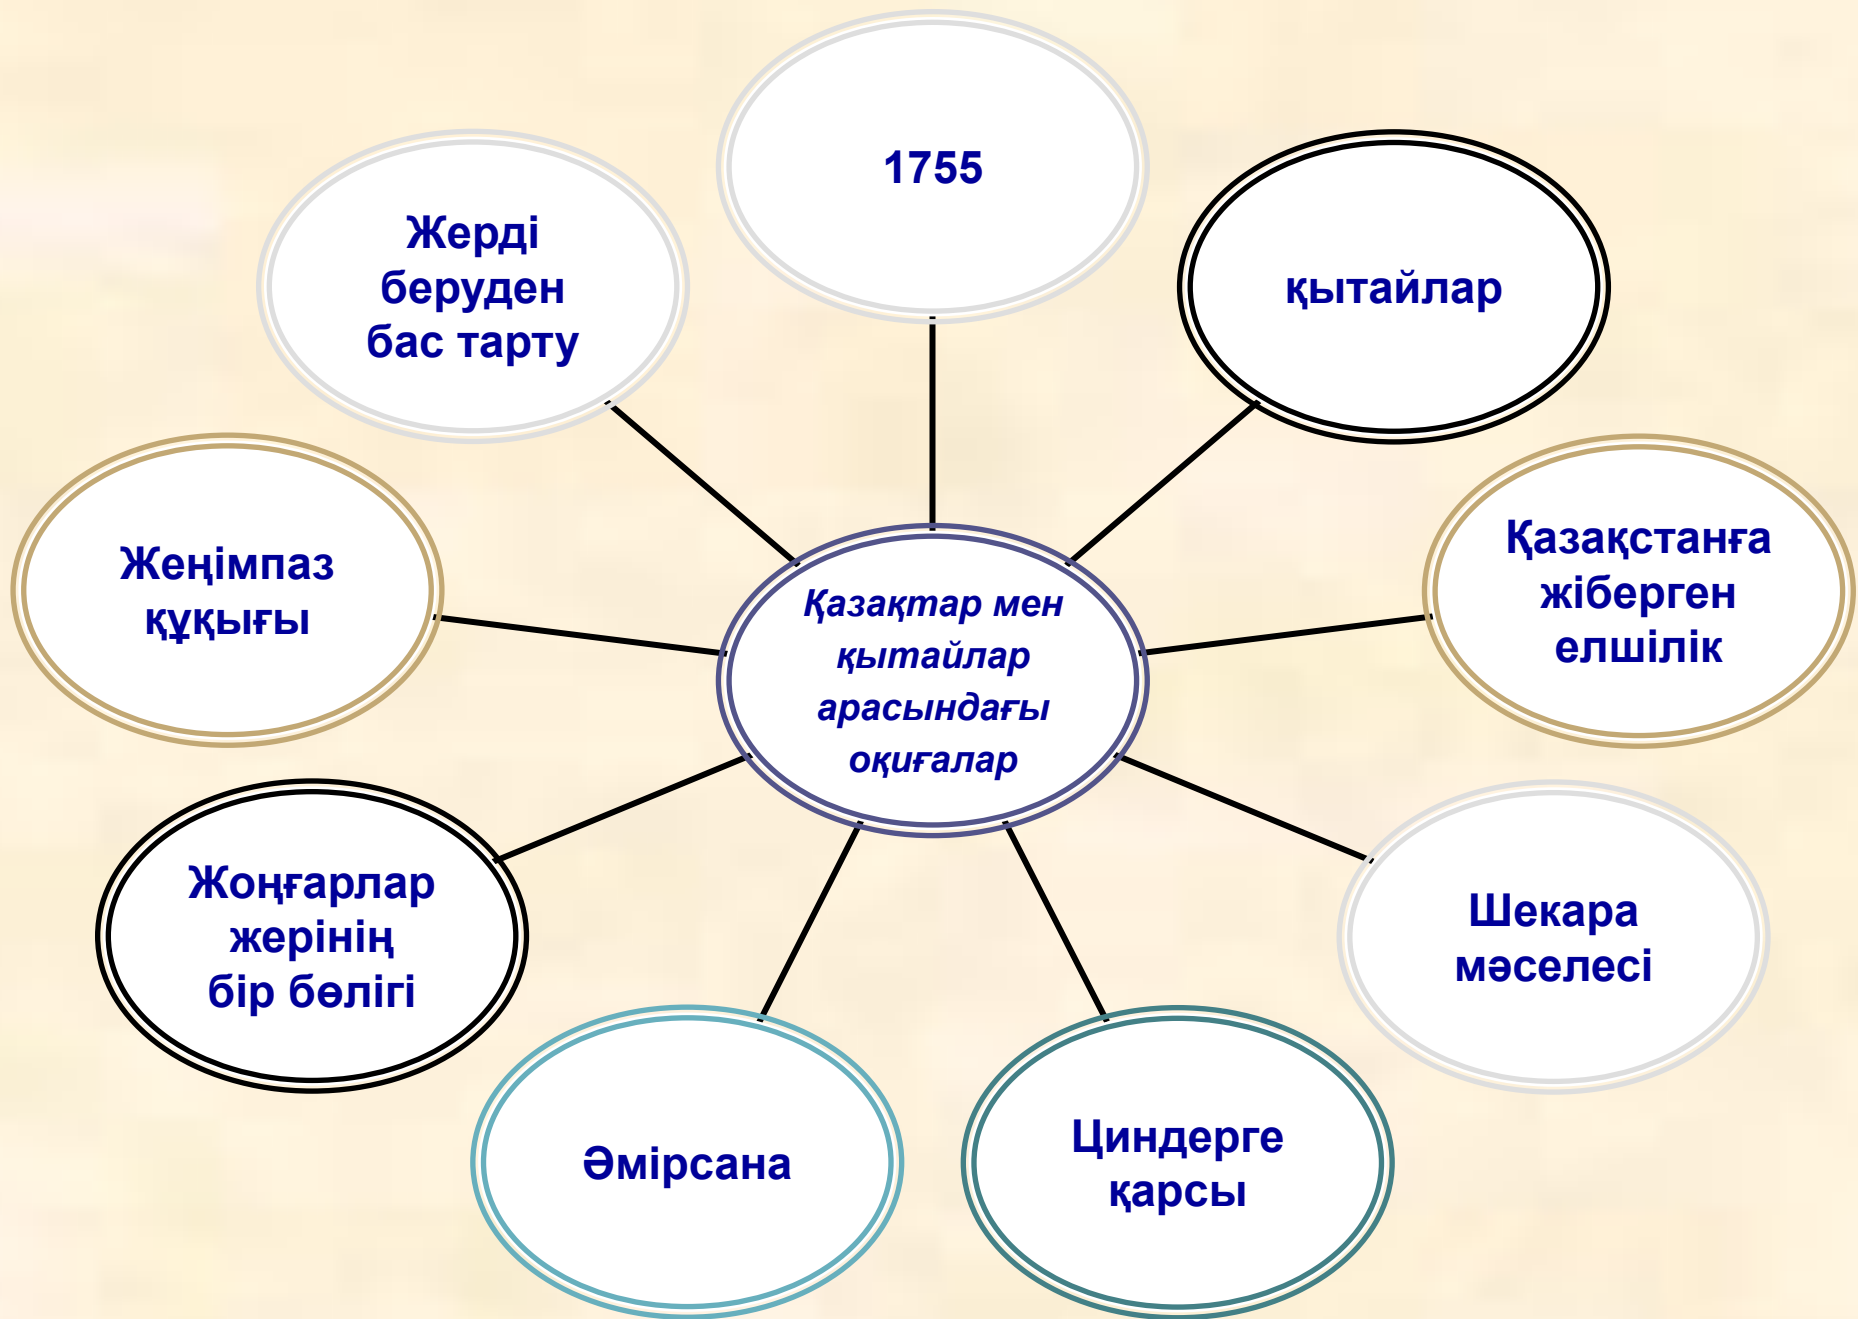 1755
қытайлар
Қазақстанға
жіберген
елшілік
Шекара
мәселесі
Циндерге
қарсы
Әмірсана
Жоңғарлар
жерінің
бір бөлігі
Жеңімпаз
құқығы
Жерді
беруден
бас тарту
Қазақтар мен
қытайлар
арасындағы
оқиғалар